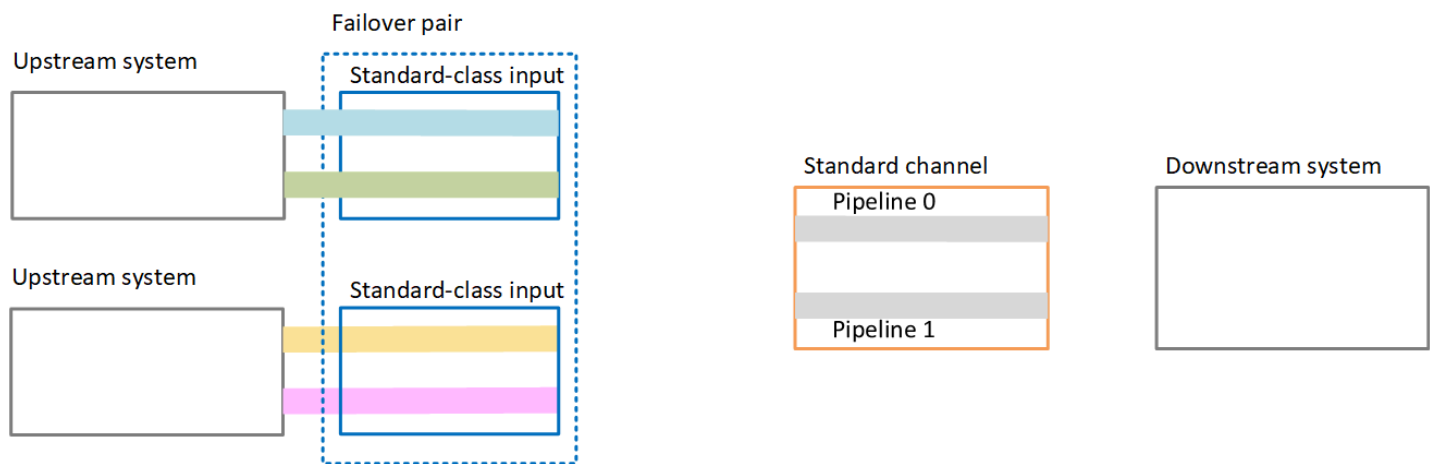 Failover pair
Upstream system
Standard-class input
Standard channel
Downstream system
Pipeline 0
Upstream system
Standard-class input
Pipeline 1